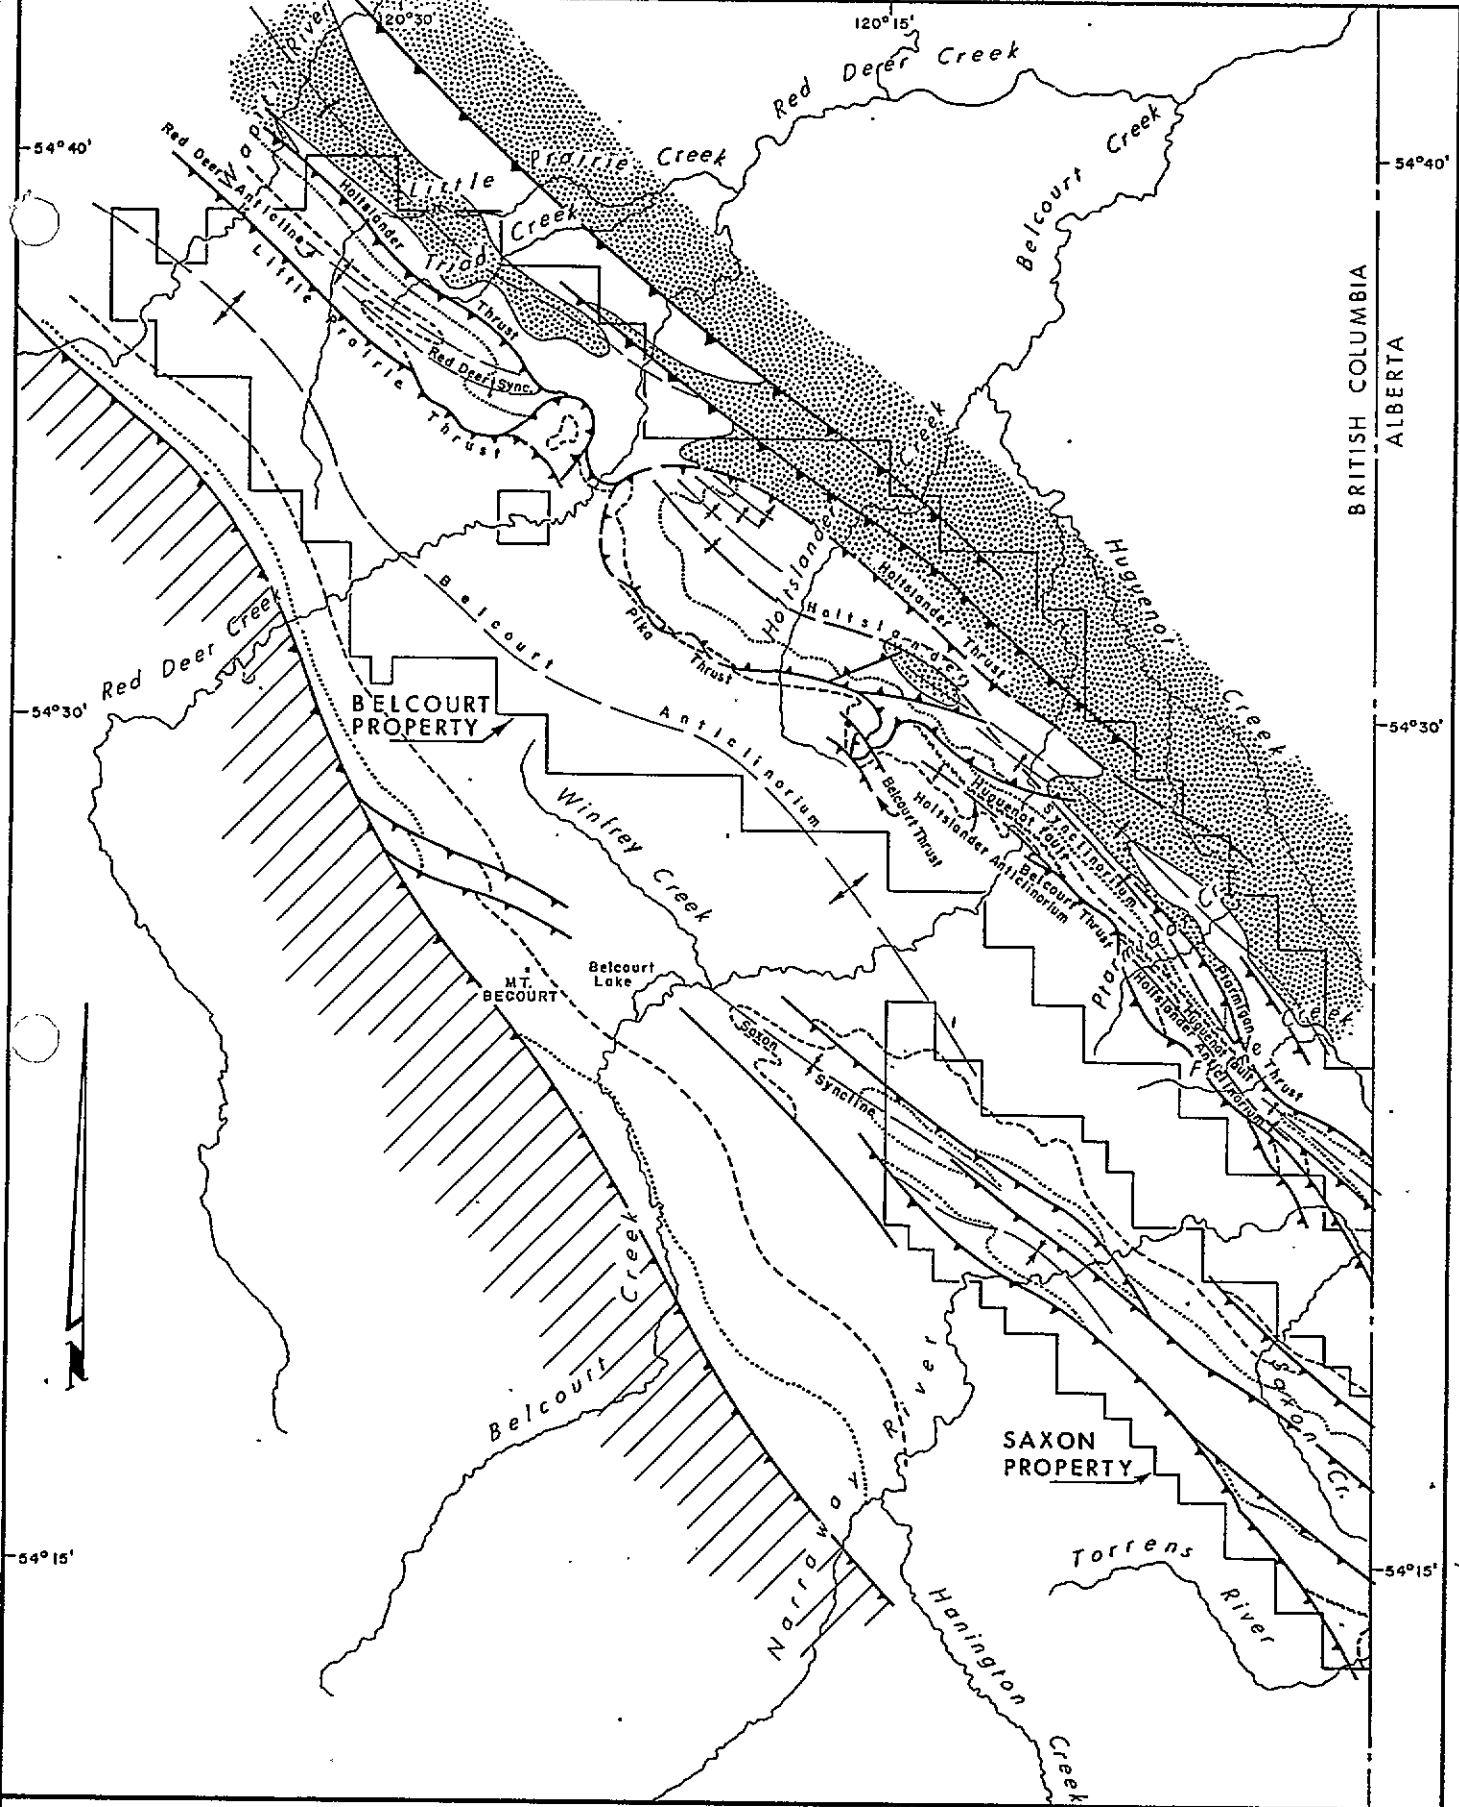 120°30'
120°15'
River
Red Deer Creek
54°40'
54°40'
Wapiti
Red Deer Anticline
Prairie Creek
Little
Creek
Triad
Holtslander
Thrust
Belcourt Creek
Little Prairie Thrust
Red Deer Sync.
BRITISH COLUMBIA
ALBERTA
Creek
Holtslander
Huguenot
Creek
Holtslander Thrust
Holtslander
Pika
Thrust
Belcourt
Anticlinorium
Red Deer Creek
54°30'
54°30'
BELCOURT
PROPERTY
Winfrey Creek
Belcourt Thrust
Huguenot fault
Synclinorium
Holtslander Anticlinorium
Belcourt Thrust
Ptarmigan
Cr.
Ptarmigan
Thrust
Holtslander Anticlinorium
Huguenot fault
Creek
Belcourt
Lake
MT.
BECOURT
Saxon
Syncline
Creek
Belcourt
River
Narraway
SAXON
PROPERTY
Saxon Cr.
54°15'
54°15'
Torrens
River
Hanington
Creek